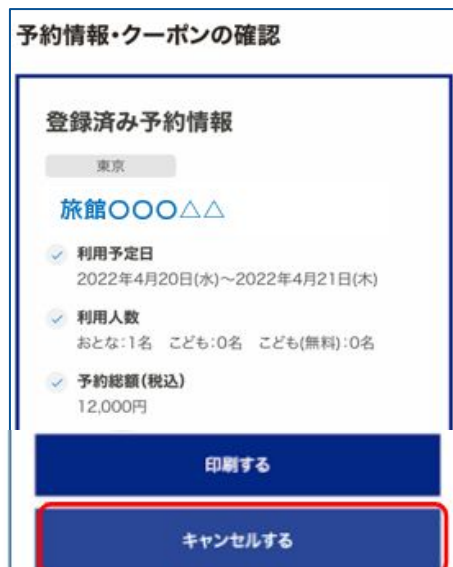 予約情報・クーポンの確認
登録済み予約情報
東京
旅館〇〇〇△△
利用予定日
2022年4月20日(水)~2022年4月21日(木)
利用人数
おとな:1名 こども:0名 こども(無料):0名
予約総額(税込)
12,000円
印刷する
キャンセルする